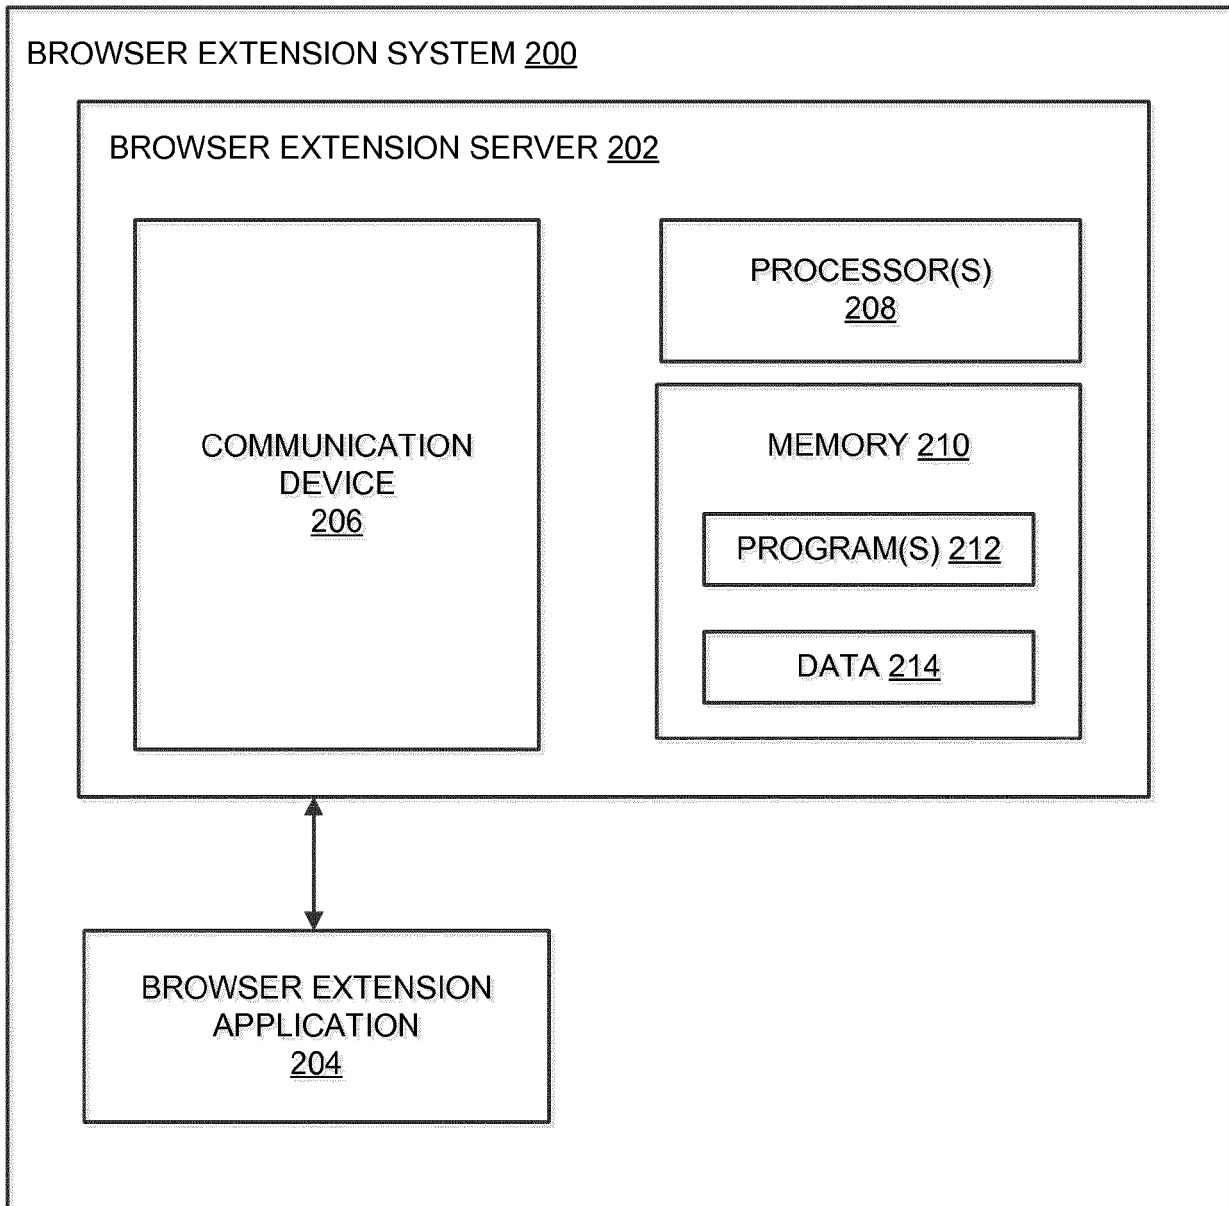 BROWSER EXTENSION SYSTEM 200
BROWSER EXTENSION SERVER 202
COMMUNICATION
DEVICE
206
PROCESSOR(S)
208
MEMORY 210
PROGRAM(S) 212
DATA 214
BROWSER EXTENSION
APPLICATION
204